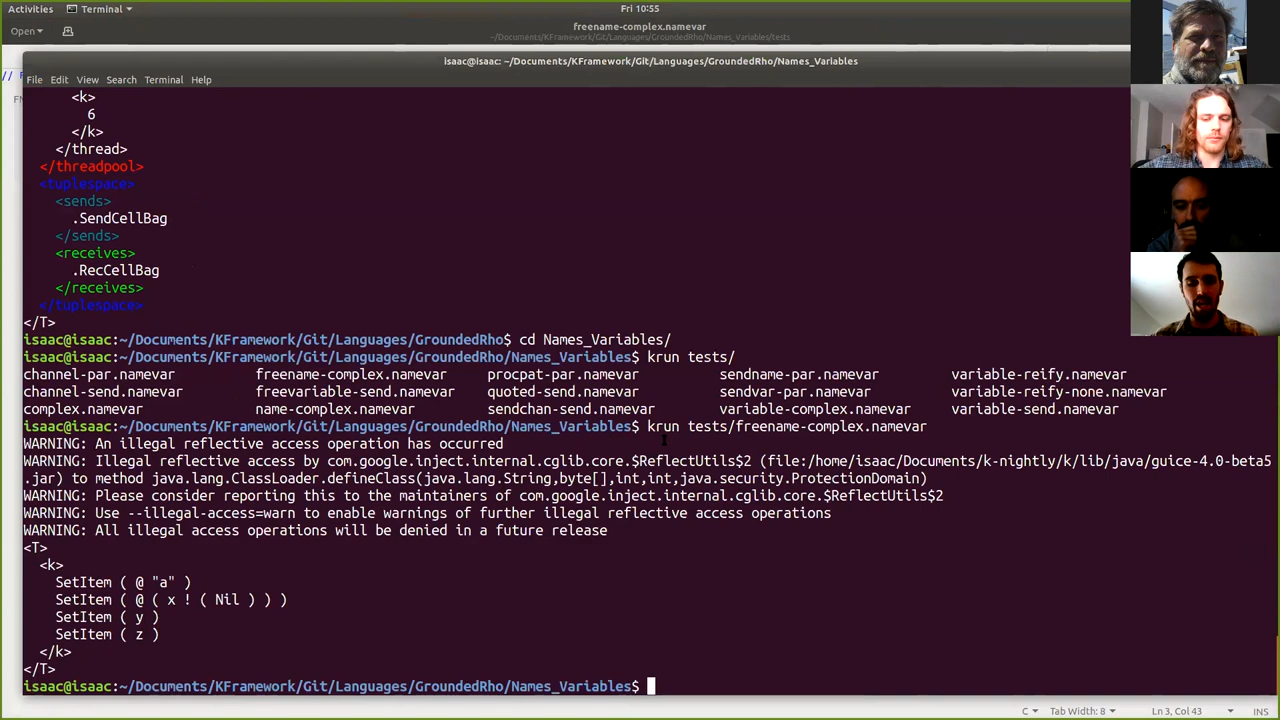 Activities
Terminal
Fri 10:55
Open
freename-complex.namevar
~/Documents/KFramework/Git/Languages/GroundedRho/Names_Variables/tests
isaac@isaac: ~/Documents/KFramework/Git/Languages/GroundedRho/Names_Variables
File Edit View Search Terminal Help
<k>
6
</k>
</thread>
</threadpool>
<tuplespace>
<sends>
.SendCellBag
</sends>
<receives>
.RecCellBag
</receives>
</tuplespace>
</T>
isaac@isaac:~/Documents/KFramework/Git/Languages/GroundedRho$ cd Names_Variables/
isaac@isaac:~/Documents/KFramework/Git/Languages/GroundedRho/Names_Variables$ krun tests/
channel-par.namevar freename-complex.namevar procpat-par.namevar sendname-par.namevar variable-reify.namevar
channel-send.namevar freevariable-send.namevar quoted-send.namevar sendvar-par.namevar variable-reify-none.namevar
complex.namevar name-complex.namevar sendchan-send.namevar variable-complex.namevar variable-send.namevar
isaac@isaac:~/Documents/KFramework/Git/Languages/GroundedRho/Names_Variables$ krun tests/freename-complex.namevar
WARNING: An illegal reflective access operation has occurred
WARNING: Illegal reflective access by com.google.inject.internal.cglib.core.$ReflectUtils$2 (file:/home/isaac/Documents/k-nightly/k/lib/java/guice-4.0-beta5
.jar) to method java.lang.ClassLoader.defineClass(java.lang.String,byte[],int,int,java.security.ProtectionDomain)
WARNING: Please consider reporting this to the maintainers of com.google.inject.internal.cglib.core.$ReflectUtils$2
WARNING: Use --illegal-access=warn to enable warnings of further illegal reflective access operations
WARNING: All illegal access operations will be denied in a future release
<T>
<k>
SetItem ( @ "a" )
SetItem ( @ ( x ! ( Nil ) ) )
SetItem ( y )
SetItem ( z )
</k>
</T>
isaac@isaac:~/Documents/KFramework/Git/Languages/GroundedRho/Names_Variables$
C Tab Width: 8 Ln 3, Col 43 INS